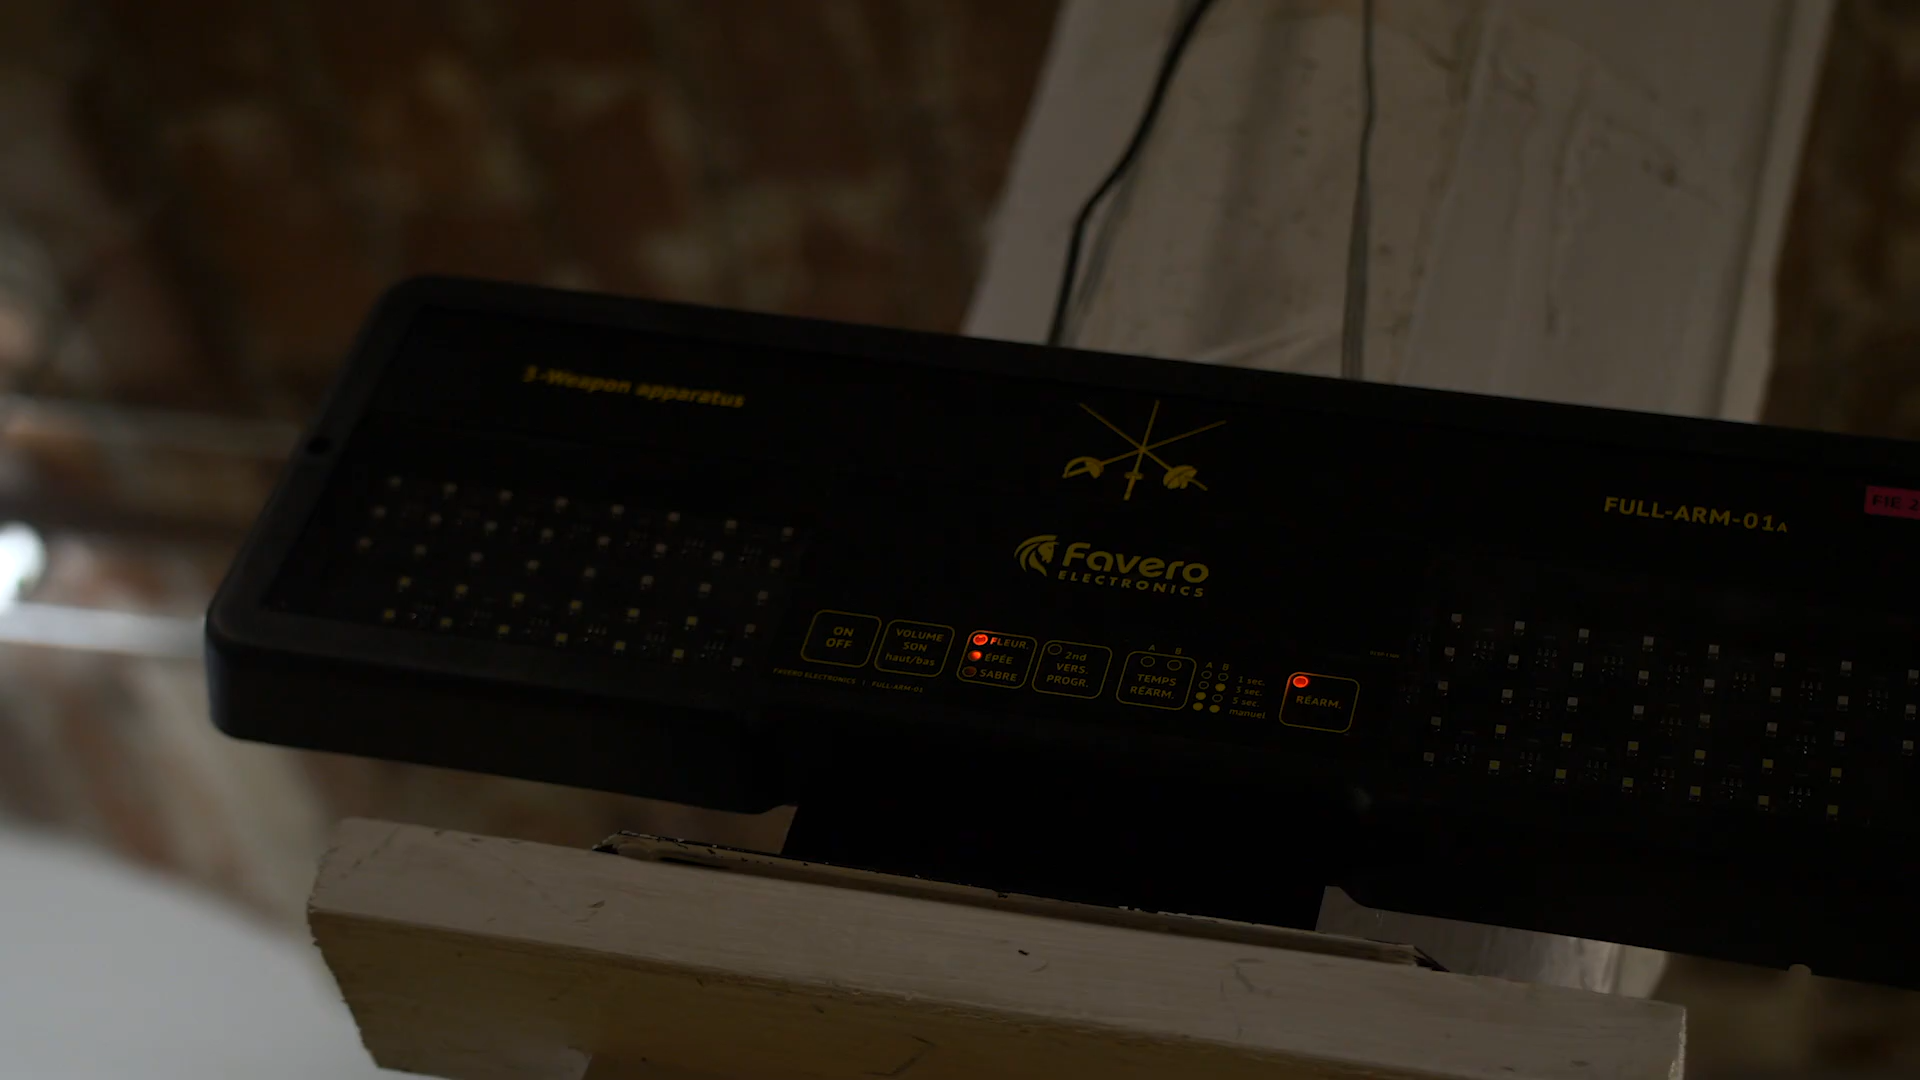 3-Weapon apparatus
FULL-ARM-01A
FIE 2
Favero
ELECTRONICS
ON
OFF
VOLUME
SON
haut/bas
FLEUR.
ÉPÉE
SABRE
2nd
VERS.
PROGR.
A B
TEMPS
RÉARM.
A B
1 sec.
3 sec.
5 sec.
manuel
RÉARM.
FAVERO ELECTRONICS | FULL-ARM-01